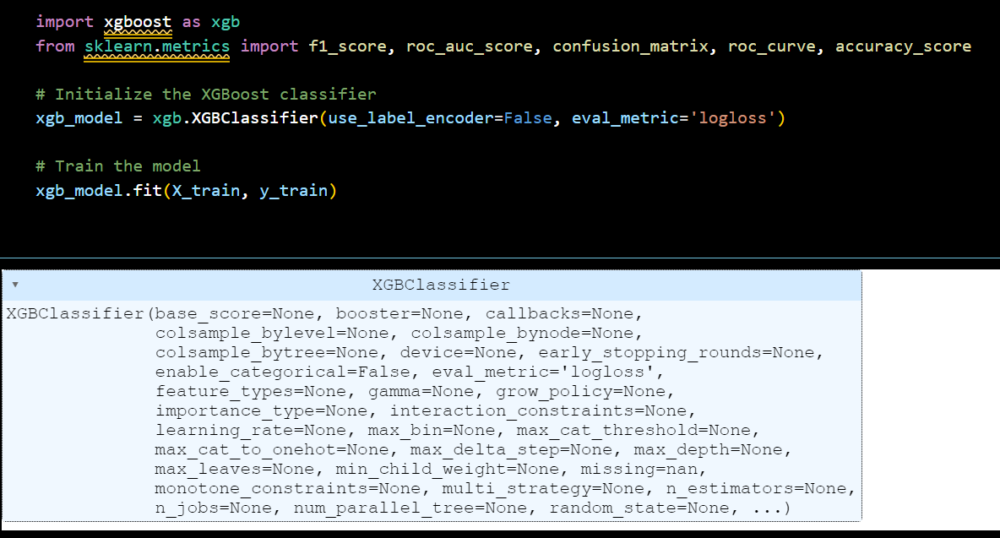 import xgboost as xgb
from sklearn.metrics import f1_score, roc_auc_score, confusion_matrix, roc_curve, accuracy_score
# Initialize the XGBoost classifier
xgb_model = xgb.XGBClassifier(use_label_encoder=False, eval_metric='logloss')
# Train the model
xgb_model.fit(X_train, y_train)
XGBClassifier
XGBClassifier(base_score=None, booster=None, callbacks=None,
colsample_bylevel=None, colsample_bynode=None,
colsample_bytree=None, device=None, early_stopping_rounds=None,
enable_categorical=False, eval_metric='logloss',
feature_types=None, gamma=None, grow_policy=None,
importance_type=None, interaction_constraints=None,
learning_rate=None, max_bin=None, max_cat_threshold=None,
max_cat_to_onehot=None, max_delta_step=None, max_depth=None,
max_leaves=None, min_child_weight=None, missing=nan,
monotone_constraints=None, multi_strategy=None, n_estimators=None,
n_jobs=None, num_parallel_tree=None, random_state=None, ...)